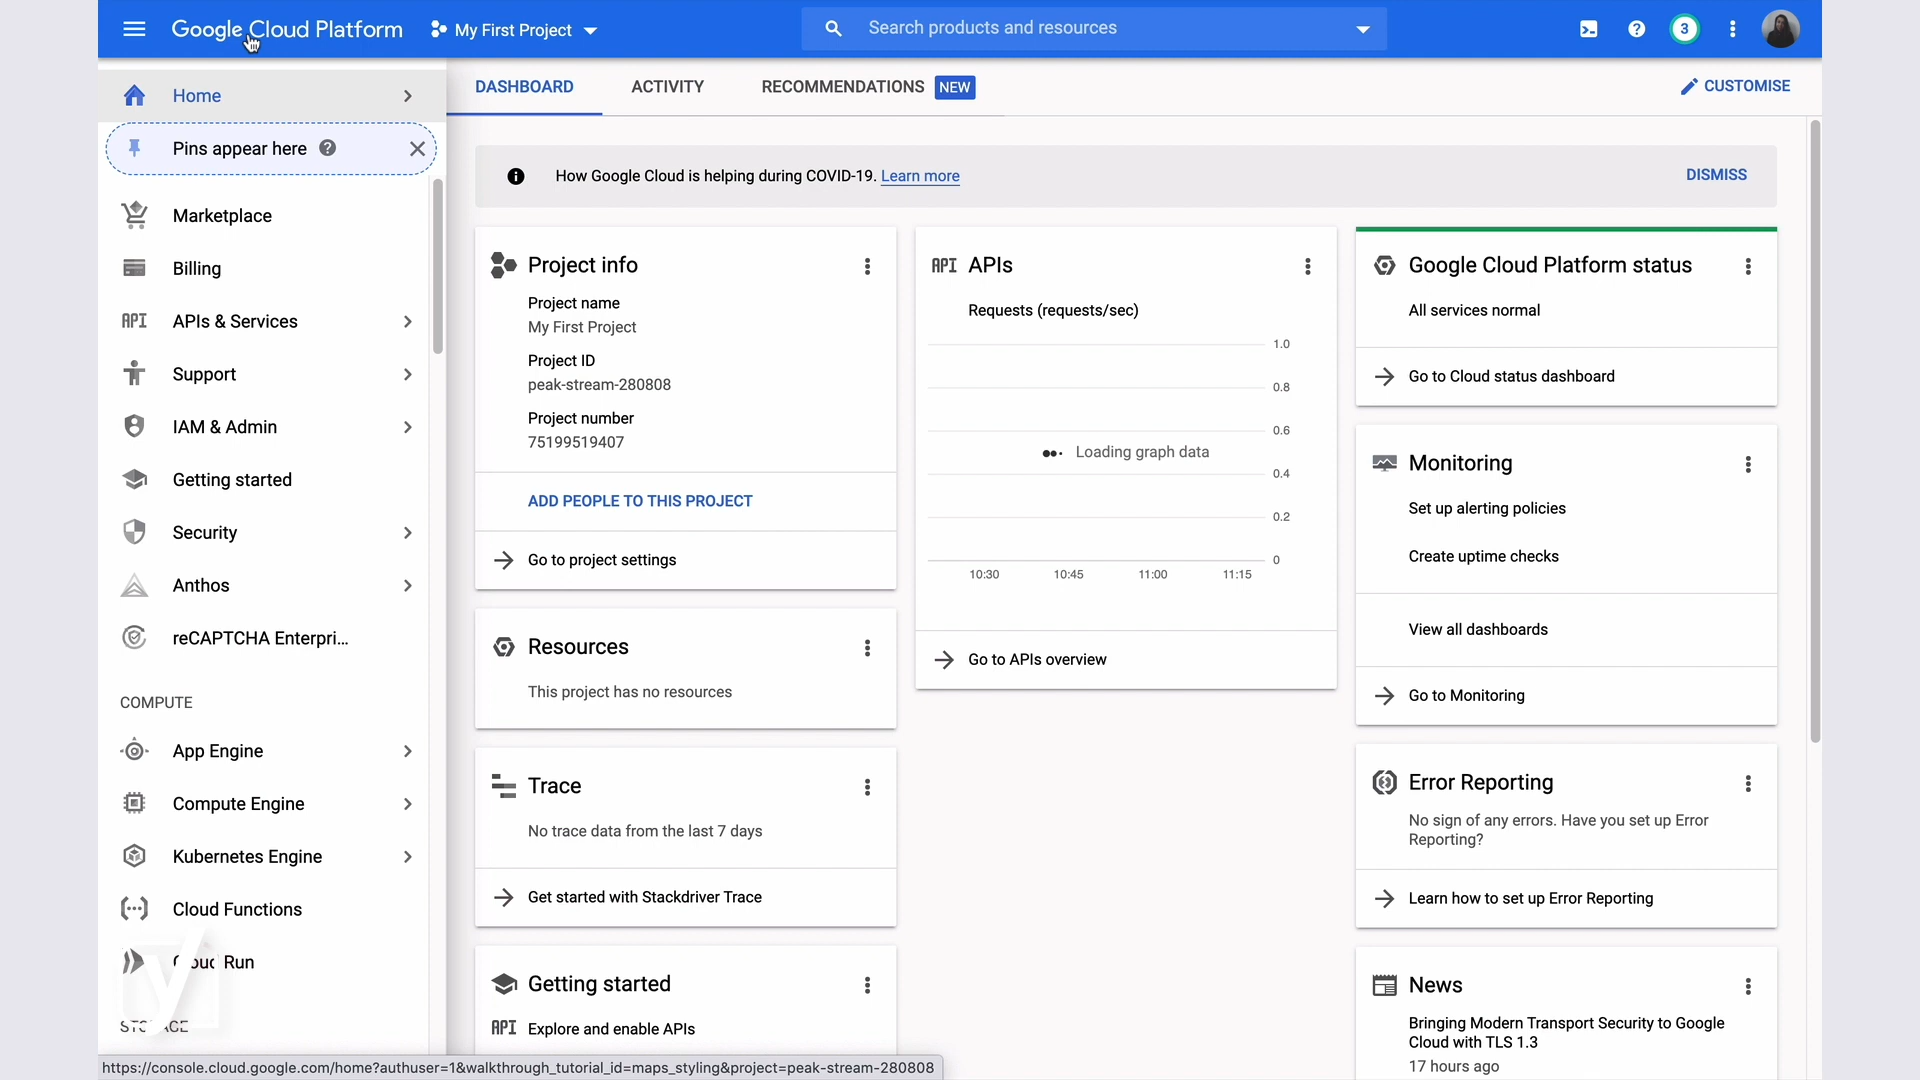 Google Cloud Platform
My First Project
Search products and resources
3
Home
Pins appear here
Marketplace
Billing
API APIs & Services
Support
IAM & Admin
Getting started
Security
Anthos
reCAPTCHA Enterpri...
COMPUTE
App Engine
Compute Engine
Kubernetes Engine
Cloud Functions
Cloud Run
STORAGE
y
DASHBOARD
ACTIVITY
RECOMMENDATIONS NEW
CUSTOMISE
How Google Cloud is helping during COVID-19. Learn more
DISMISS
Project info
Project name
My First Project
Project ID
peak-stream-280808
Project number
75199519407
ADD PEOPLE TO THIS PROJECT
Go to project settings
Resources
This project has no resources
Trace
No trace data from the last 7 days
Get started with Stackdriver Trace
Getting started
API Explore and enable APIs
API APIs
Requests (requests/sec)
1.0
0.8
0.6
Loading graph data
0.4
0.2
0
10:30 10:45 11:00 11:15
Go to APIs overview
Google Cloud Platform status
All services normal
Go to Cloud status dashboard
Monitoring
Set up alerting policies
Create uptime checks
View all dashboards
Go to Monitoring
Error Reporting
No sign of any errors. Have you set up Error
Reporting?
Learn how to set up Error Reporting
News
Bringing Modern Transport Security to Google
Cloud with TLS 1.3
17 hours ago
https://console.cloud.google.com/home?authuser=1&walkthrough_tutorial_id=maps_styling&project=peak-stream-280808